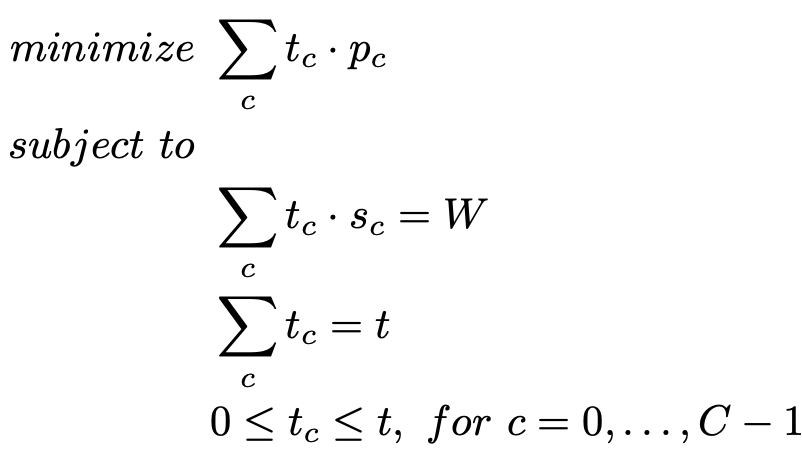 minimize ∑_c t_c · p_c
subject to
∑_c t_c · s_c = W
∑_c t_c = t
0 ≤ t_c ≤ t, for c = 0, . . . , C − 1